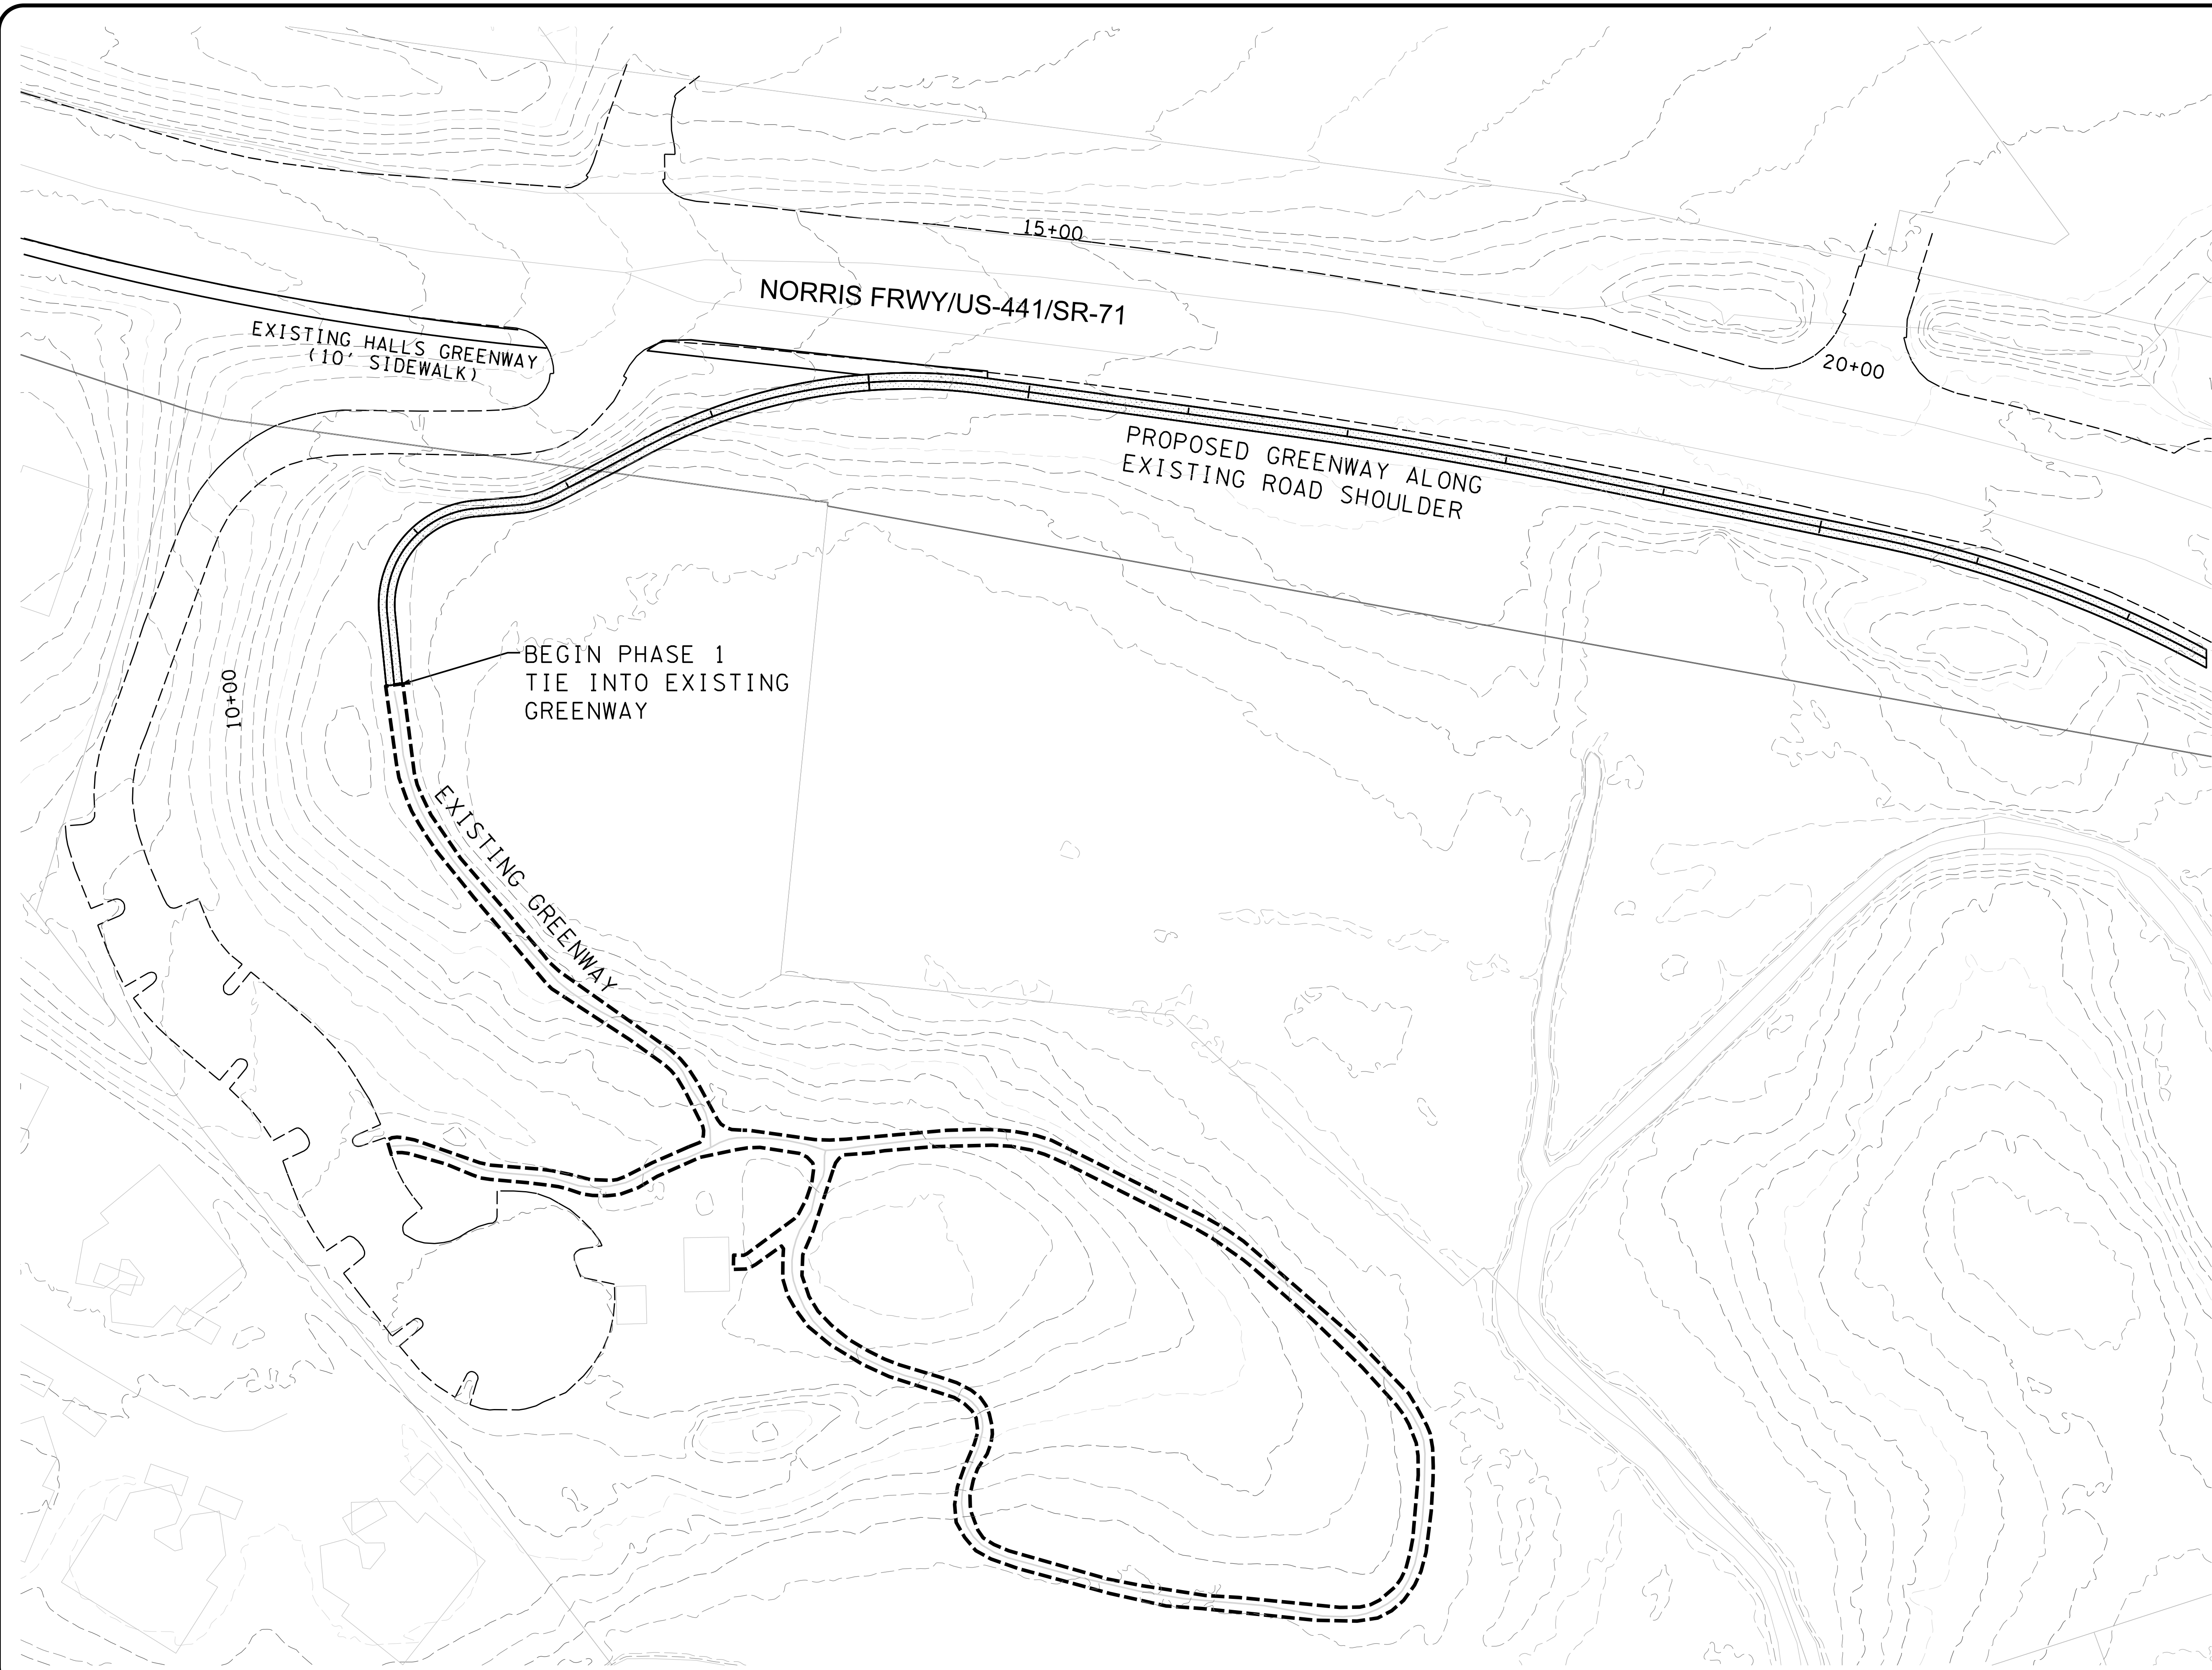 15+00
NORRIS FRWY/US-441/SR-71
EXISTING HALLS GREENWAY
(10' SIDEWALK)
20+00
PROPOSED GREENWAY ALONG
EXISTING ROAD SHOULDER
BEGIN PHASE 1
TIE INTO EXISTING
GREENWAY
10+00
EXISTING GREENWAY